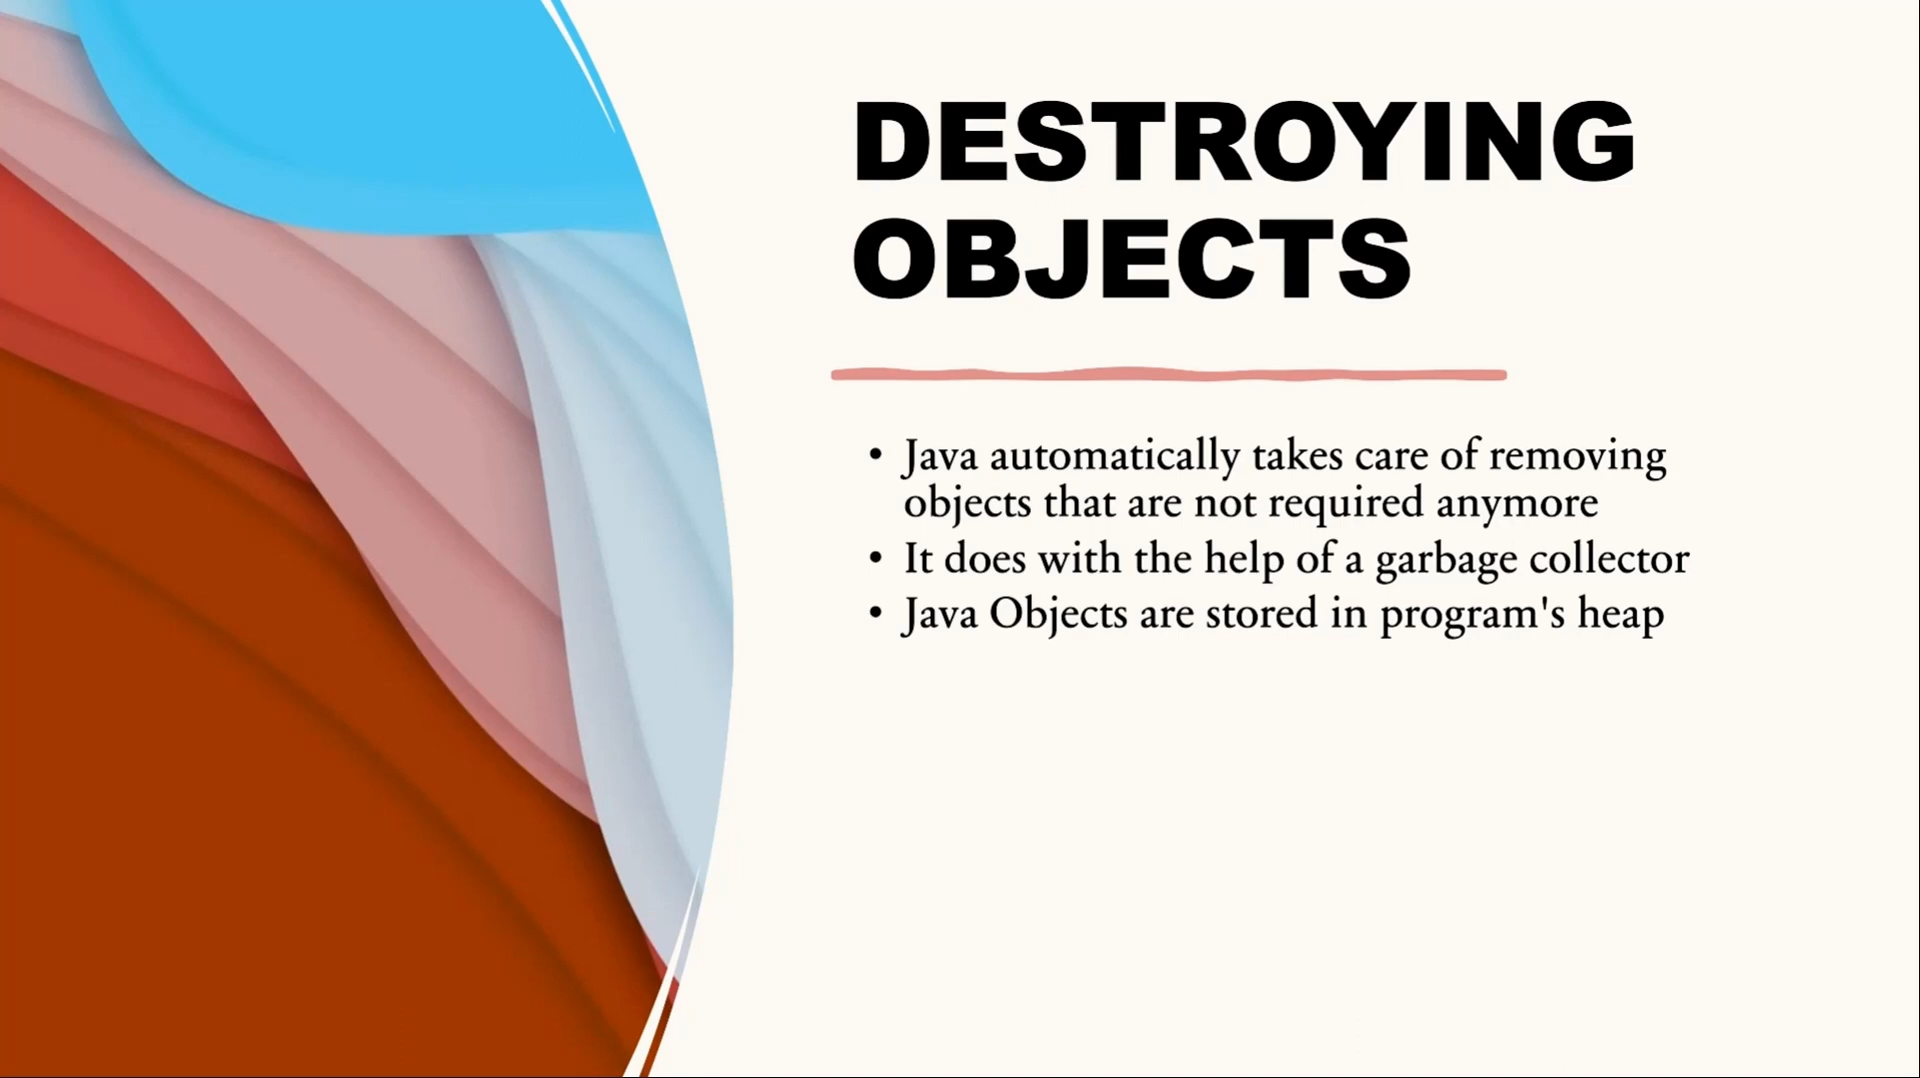 DESTROYING
OBJECTS
• Java automatically takes care of removing
objects that are not required anymore
• It does with the help of a garbage collector
• Java Objects are stored in program's heap